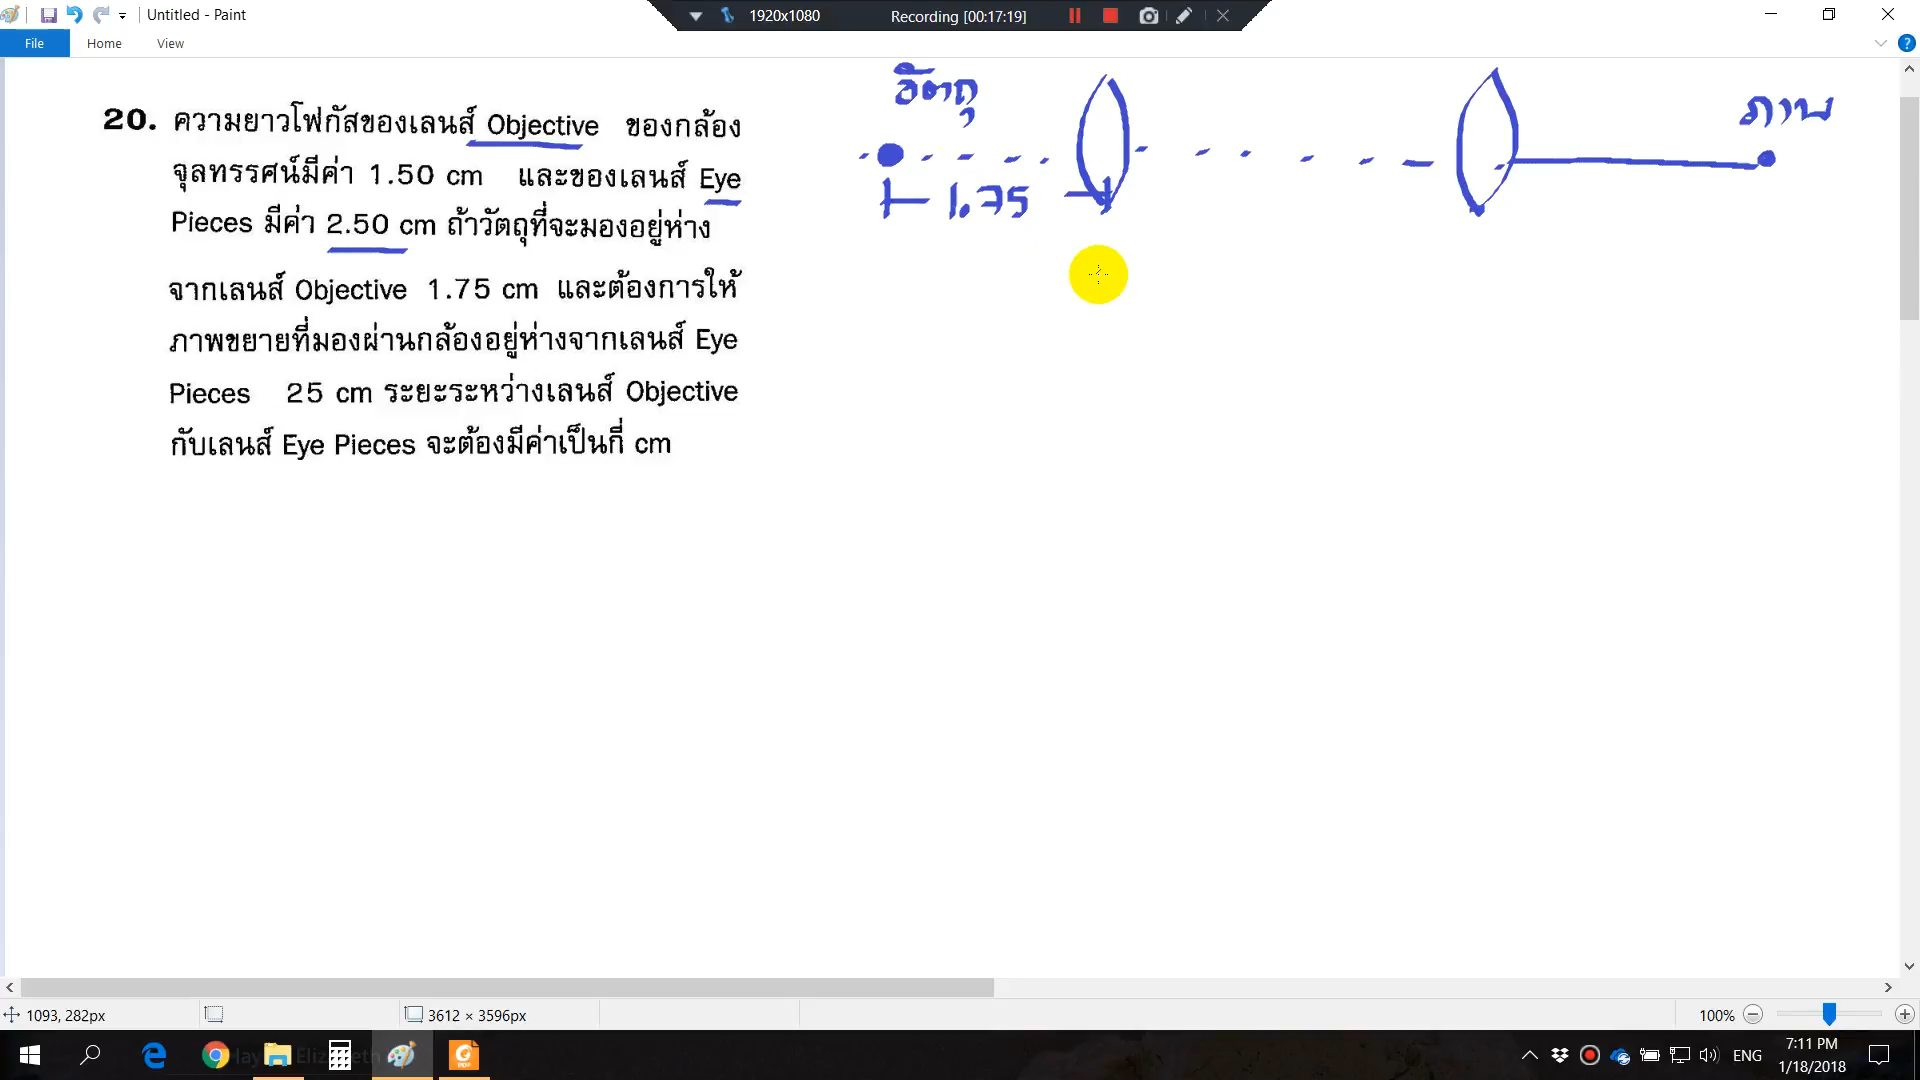 Untitled - Paint
1920x1080
Recording [00:17:19]
File
Home
View
20. ความยาวโฟกัสของเลนส์ Objective ของกล้อง
จุลทรรศน์มีค่า 1.50 cm และของเลนส์ Eye
Pieces มีค่า 2.50 cm ถ้าวัตถุที่จะมองอยู่ห่าง
จากเลนส์ Objective 1.75 cm และต้องการให้
ภาพขยายที่มองผ่านกล้องอยู่ห่างจากเลนส์ Eye
Pieces 25 cm ระยะระหว่างเลนส์ Objective
กับเลนส์ Eye Pieces จะต้องมีค่าเป็นกี่ cm
วัตถุ
ภาพ
1.75
1093, 282px
3612 × 3596px
100%
ENG
7:11 PM
1/18/2018